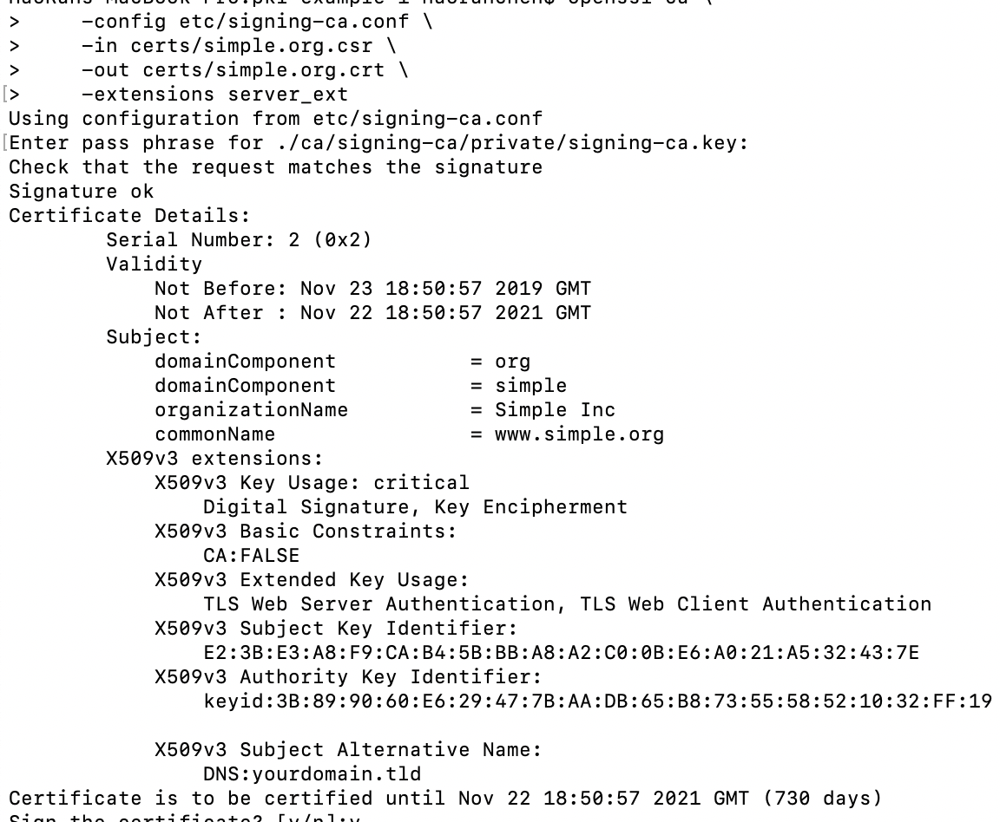 > -config etc/signing-ca.conf \
> -in certs/simple.org.csr \
> -out certs/simple.org.crt \
[> -extensions server_ext
Using configuration from etc/signing-ca.conf
[Enter pass phrase for ./ca/signing-ca/private/signing-ca.key:
Check that the request matches the signature
Signature ok
Certificate Details:
Serial Number: 2 (0x2)
Validity
Not Before: Nov 23 18:50:57 2019 GMT
Not After : Nov 22 18:50:57 2021 GMT
Subject:
domainComponent = org
domainComponent = simple
organizationName = Simple Inc
commonName = www.simple.org
X509v3 extensions:
X509v3 Key Usage: critical
Digital Signature, Key Encipherment
X509v3 Basic Constraints:
CA:FALSE
X509v3 Extended Key Usage:
TLS Web Server Authentication, TLS Web Client Authentication
X509v3 Subject Key Identifier:
E2:3B:E3:A8:F9:CA:B4:5B:BB:A8:A2:C0:0B:E6:A0:21:A5:32:43:7E
X509v3 Authority Key Identifier:
keyid:3B:89:90:60:E6:29:47:7B:AA:DB:65:B8:73:55:58:52:10:32:FF:19
X509v3 Subject Alternative Name:
DNS:yourdomain.tld
Certificate is to be certified until Nov 22 18:50:57 2021 GMT (730 days)
Sign the certificate? [y/n]:y